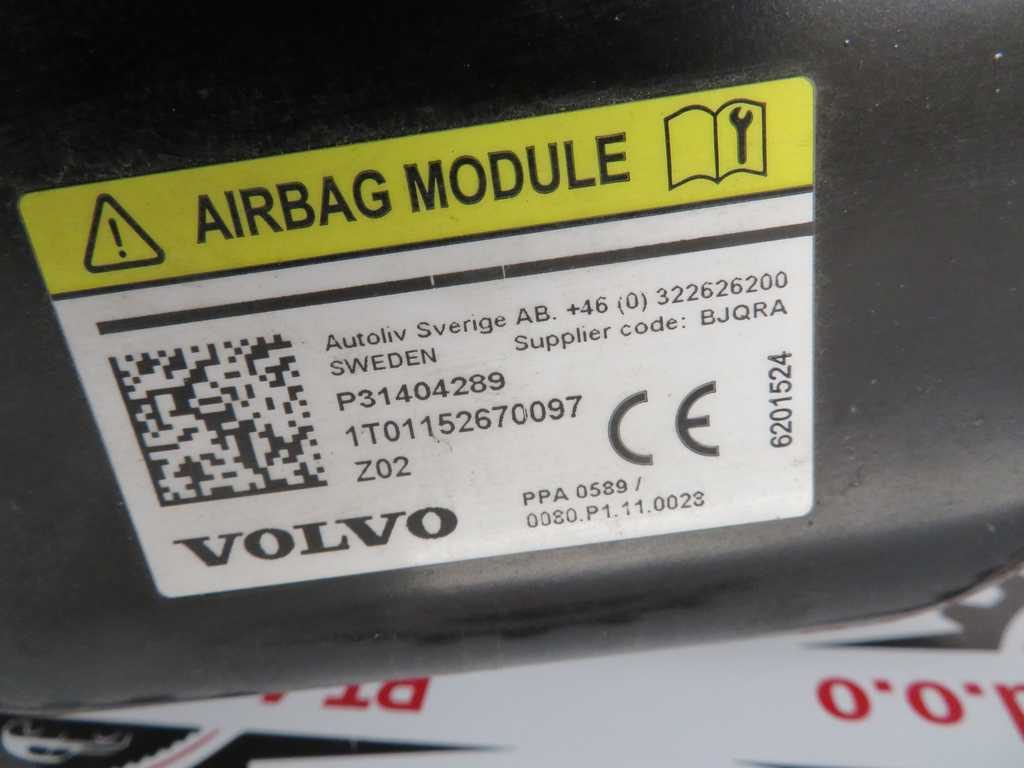 AIRBAG MODULE
Autoliv Sverige AB. +46 (0) 322626200
SWEDEN Supplier code: BJQRA
P31404289
1T01152670097
Z02
6201524
CE
VOLVO
PPA 0589 /
0080.P1.11.0023
d.o.o